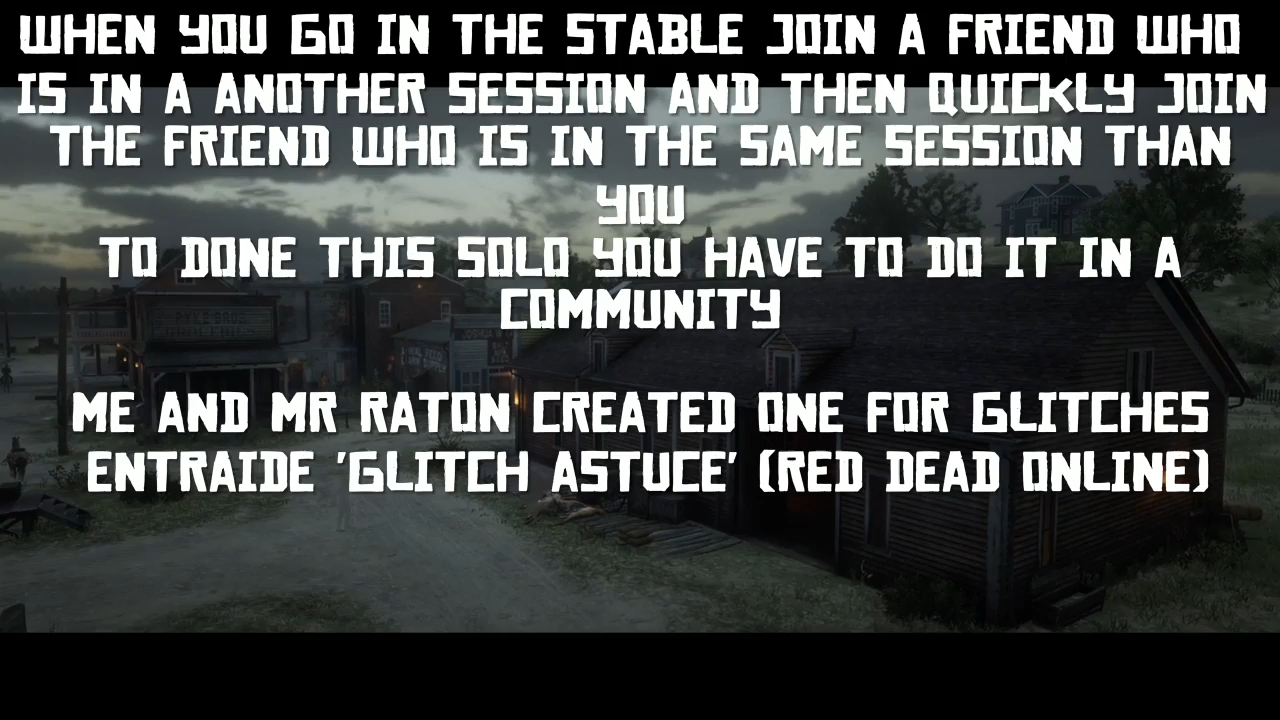 WHEN YOU GO IN THE STABLE JOIN A FRIEND WHO
IS IN A ANOTHER SESSION AND THEN QUICKLY JOIN
THE FRIEND WHO IS IN THE SAME SESSION THAN
YOU
TO DONE THIS SOLO YOU HAVE TO DO IT IN A
COMMUNITY
ME AND MR RATON CREATED ONE FOR GLITCHES
ENTRAIDE 'GLITCH ASTUCE' (RED DEAD ONLINE)